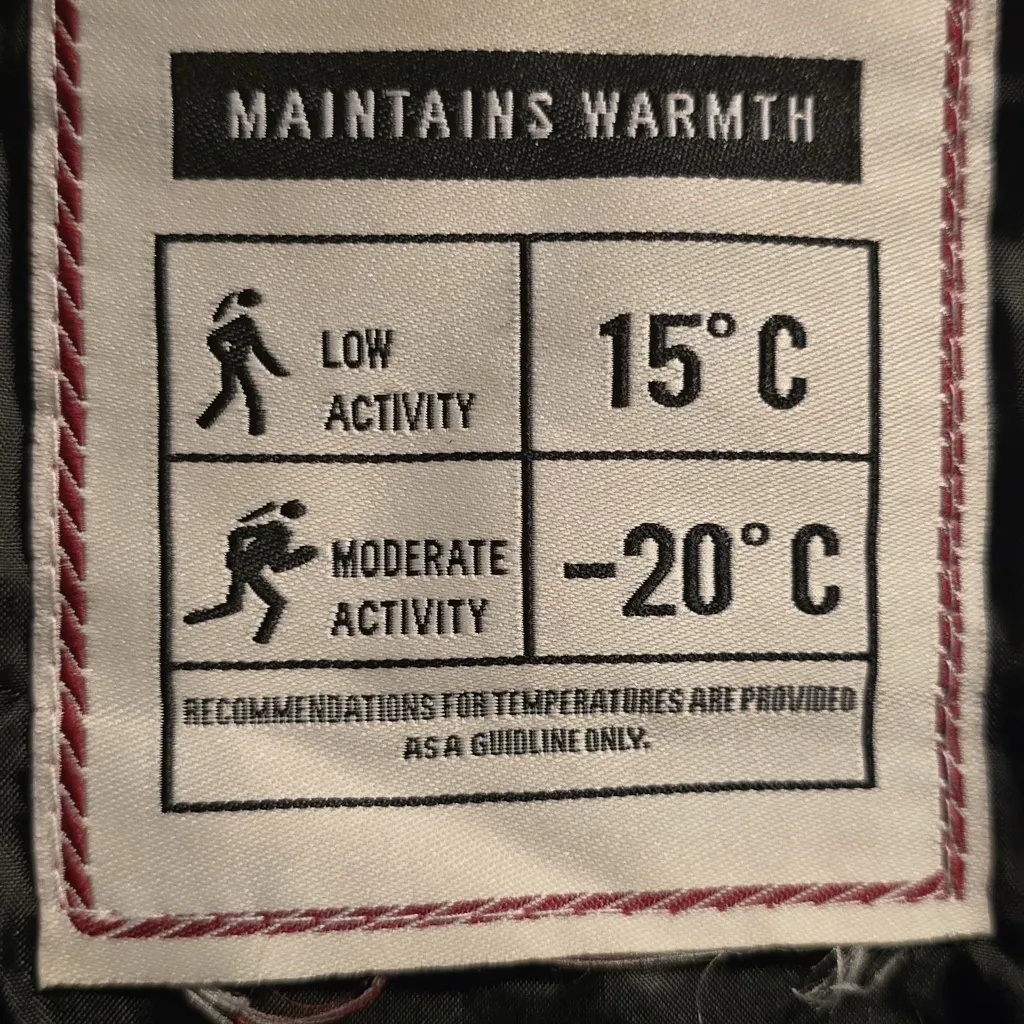 MAINTAINS WARMTH
LOW
ACTIVITY
15° C
MODERATE
ACTIVITY
-20° C
RECOMMENDATIONS FOR TEMPERATURES ARE PROVIDED
AS A GUIDLINE ONLY.